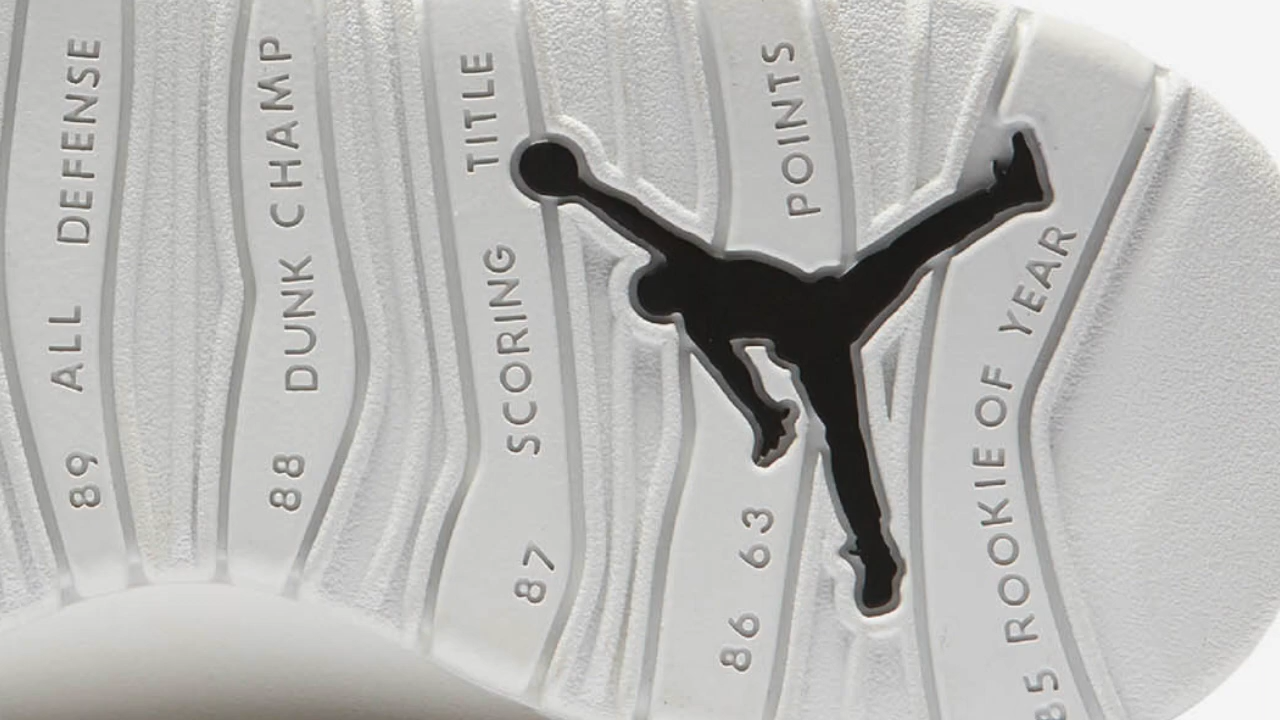 85 ROOKIE OF YEAR
86 63 POINTS
87 SCORING TITLE
88 DUNK CHAMP
89 ALL DEFENSE